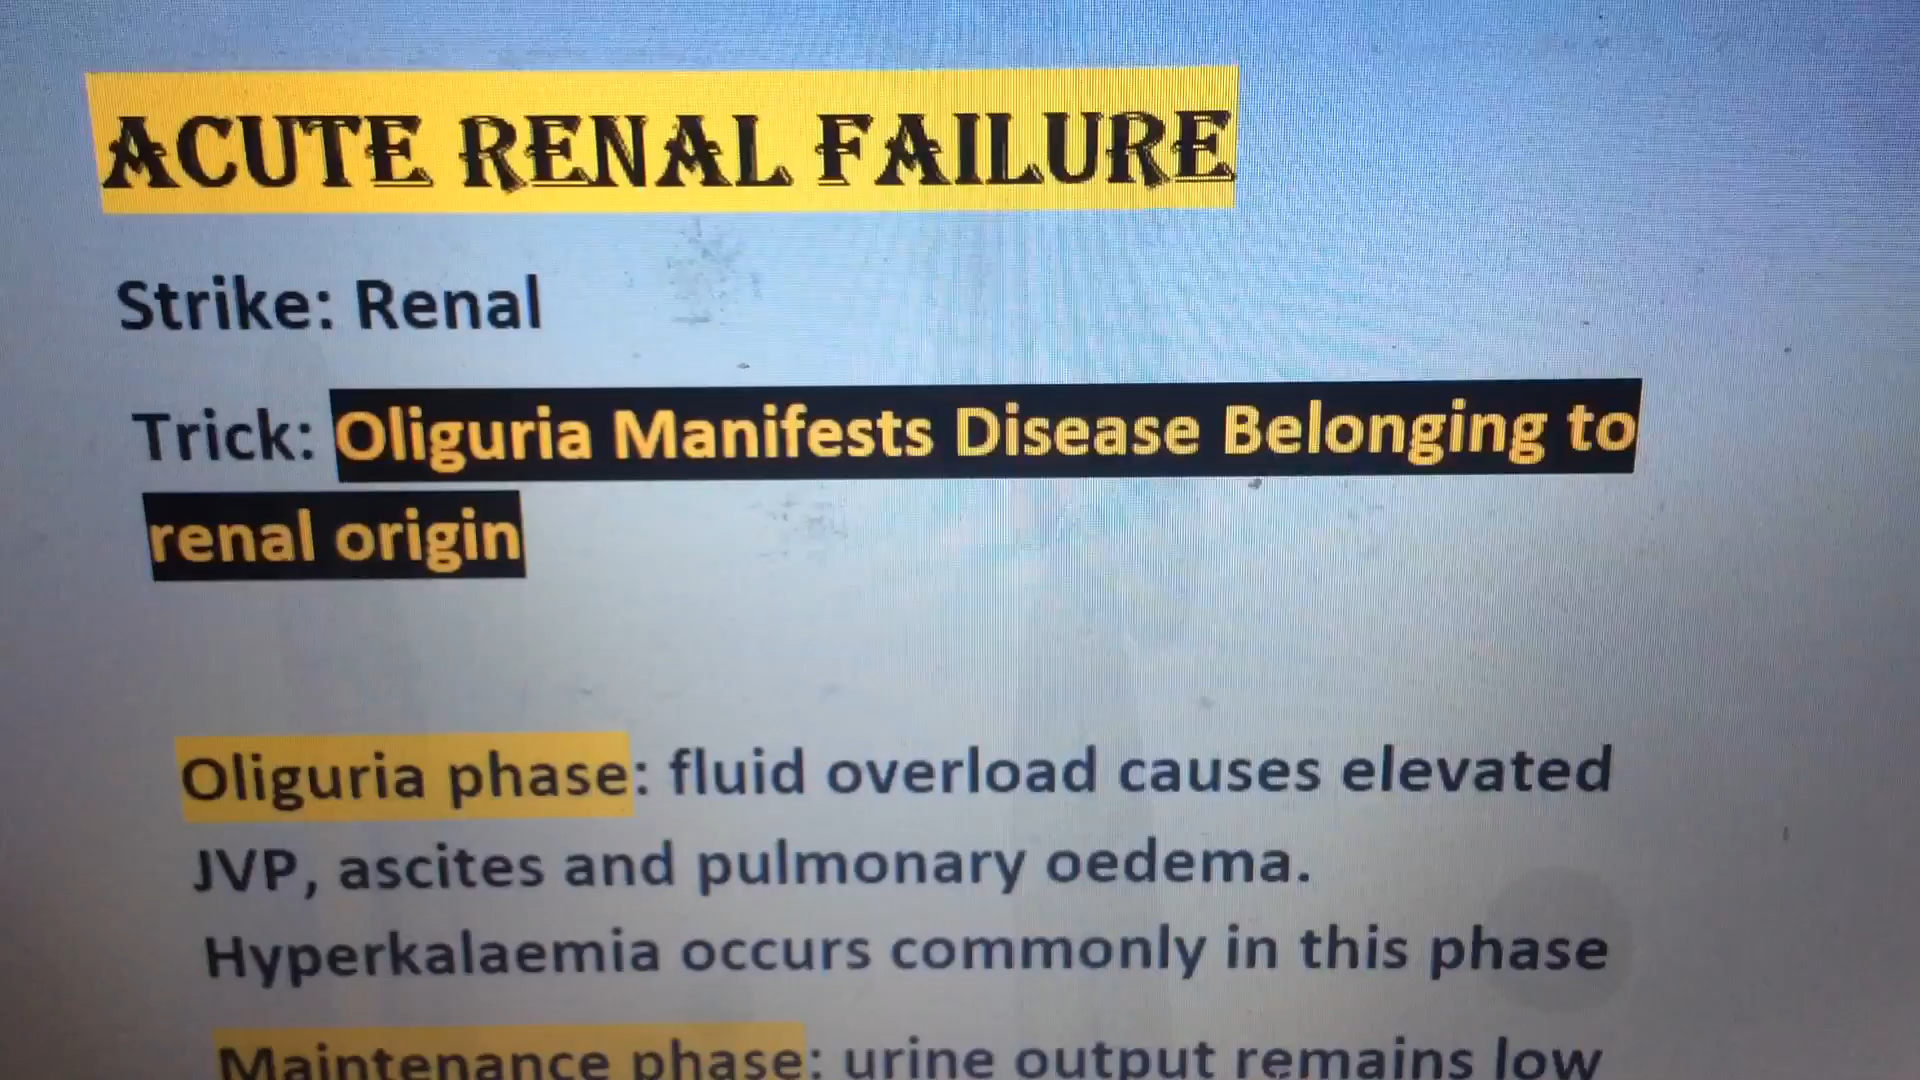 ACUTE RENAL FAILURE
Strike: Renal
Trick: Oliguria Manifests Disease Belonging to
renal origin
Oliguria phase: fluid overload causes elevated
JVP, ascites and pulmonary oedema.
Hyperkalaemia occurs commonly in this phase
Maintenance phase: urine output remains low